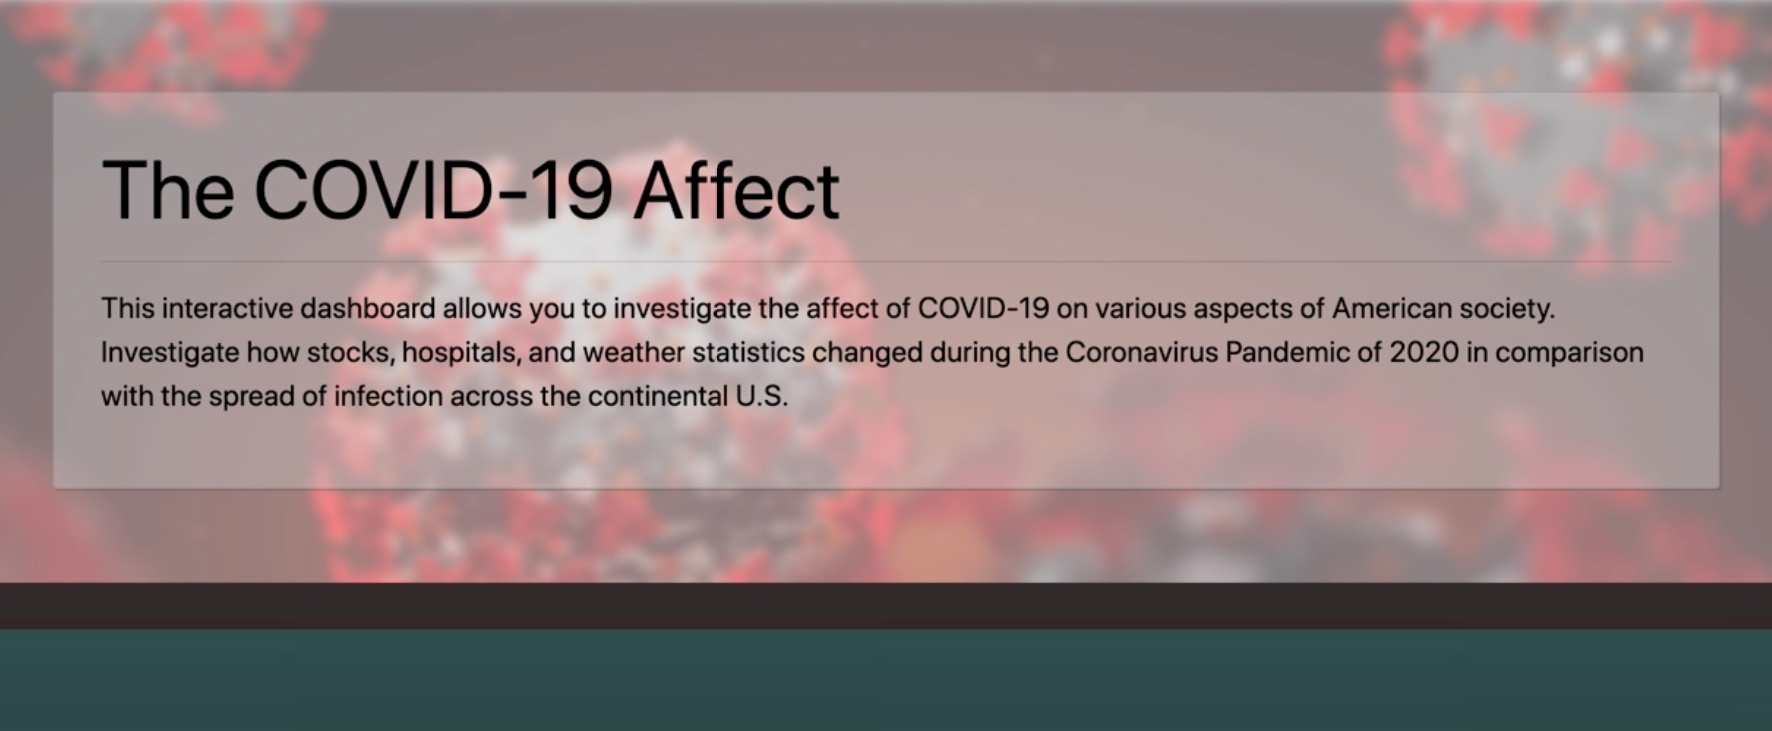 The COVID-19 Affect
This interactive dashboard allows you to investigate the affect of COVID-19 on various aspects of American society.
Investigate how stocks, hospitals, and weather statistics changed during the Coronavirus Pandemic of 2020 in comparison
with the spread of infection across the continental U.S.